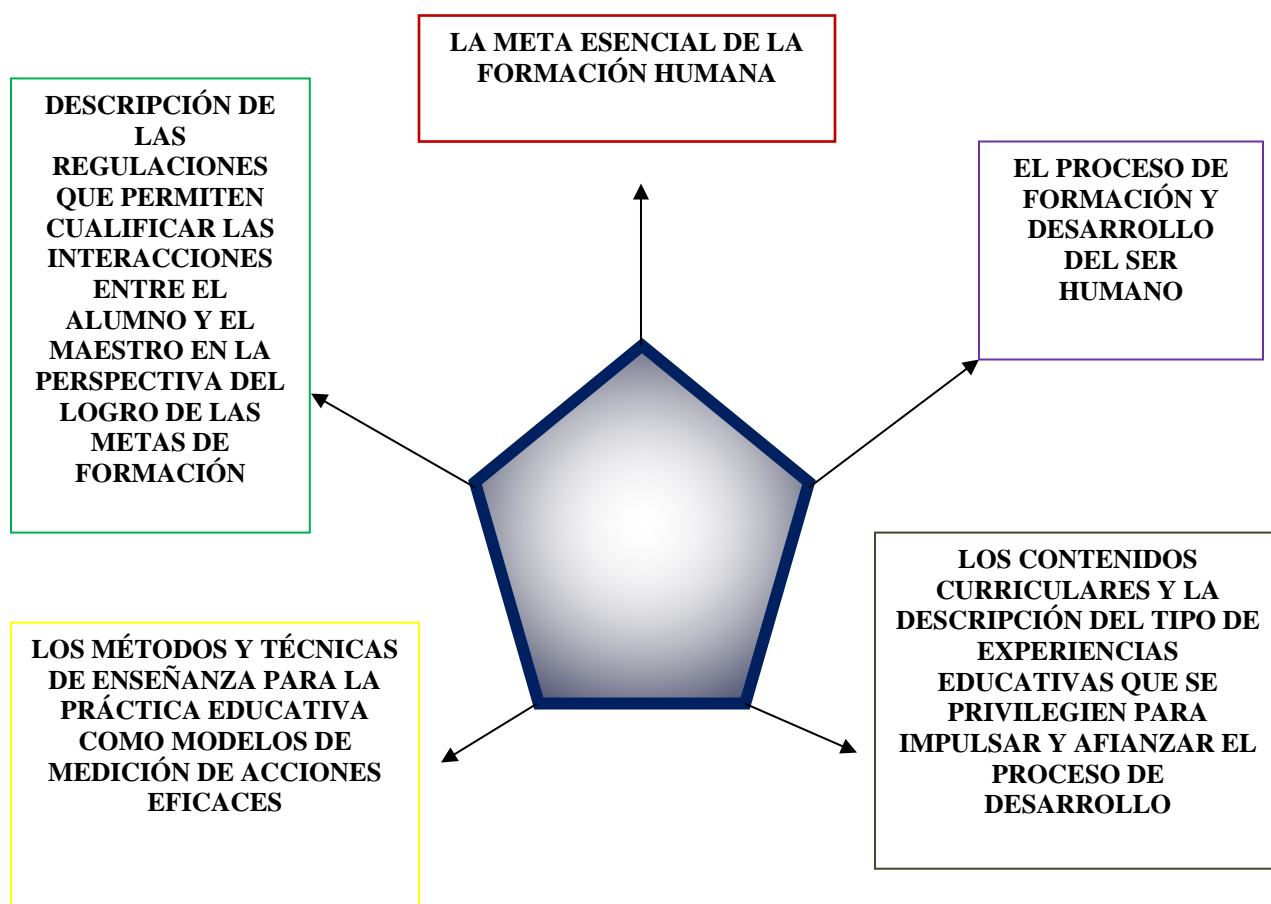 LA META ESENCIAL DE LA
FORMACIÓN HUMANA
DESCRIPCIÓN DE
LAS
REGULACIONES
QUE PERMITEN
CUALIFICAR LAS
INTERACCIONES
ENTRE EL
ALUMNO Y EL
MAESTRO EN LA
PERSPECTIVA DEL
LOGRO DE LAS
METAS DE
FORMACIÓN
EL PROCESO DE
FORMACIÓN Y
DESARROLLO
DEL SER
HUMANO
LOS CONTENIDOS
CURRICULARES Y LA
DESCRIPCIÓN DEL TIPO DE
EXPERIENCIAS
EDUCATIVAS QUE SE
PRIVILEGIEN PARA
IMPULSAR Y AFIANZAR EL
PROCESO DE
DESARROLLO
LOS MÉTODOS Y TÉCNICAS
DE ENSEÑANZA PARA LA
PRÁCTICA EDUCATIVA
COMO MODELOS DE
MEDICIÓN DE ACCIONES
EFICACES